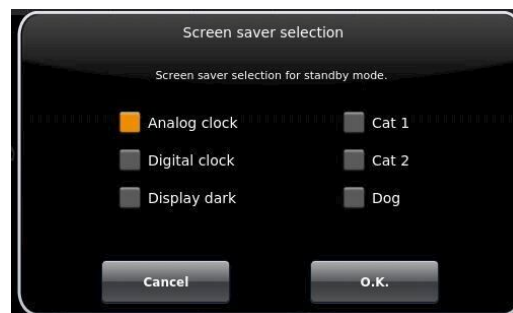 Screen saver selection
Screen saver selection for standby mode.
Analog clock
Cat 1
Digital clock
Cat 2
Display dark
Dog
Cancel
O.K.